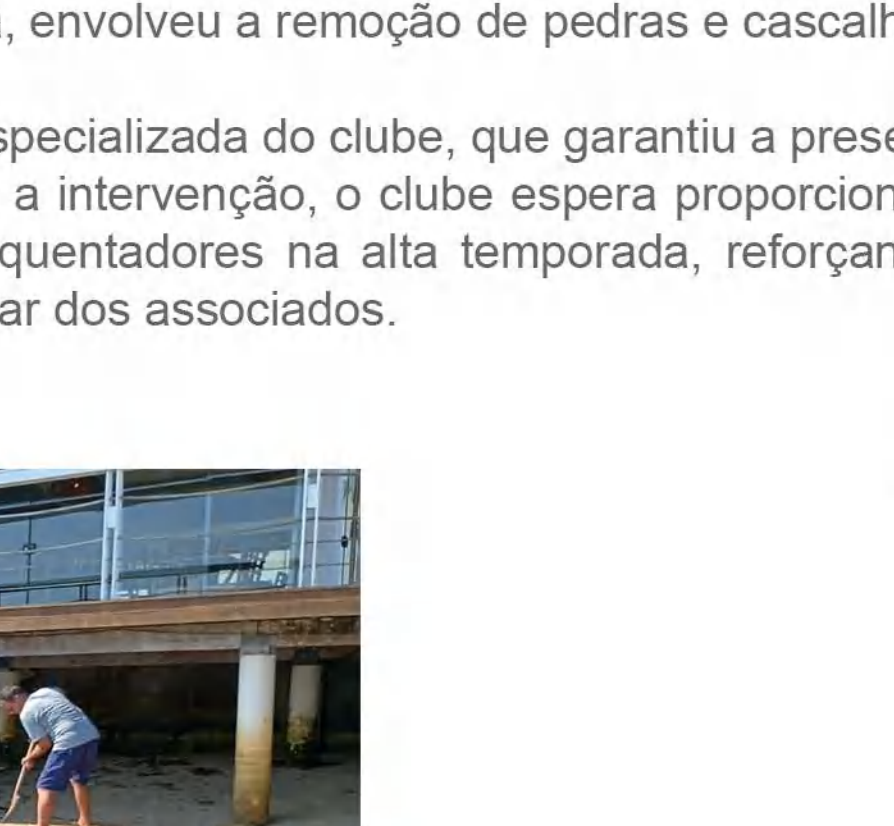 , envolveu a remoção de pedras e cascalh
specializada do clube, que garantiu a prese
a intervenção, o clube espera proporcion
quentadores na alta temporada, reforçan
ar dos associados.